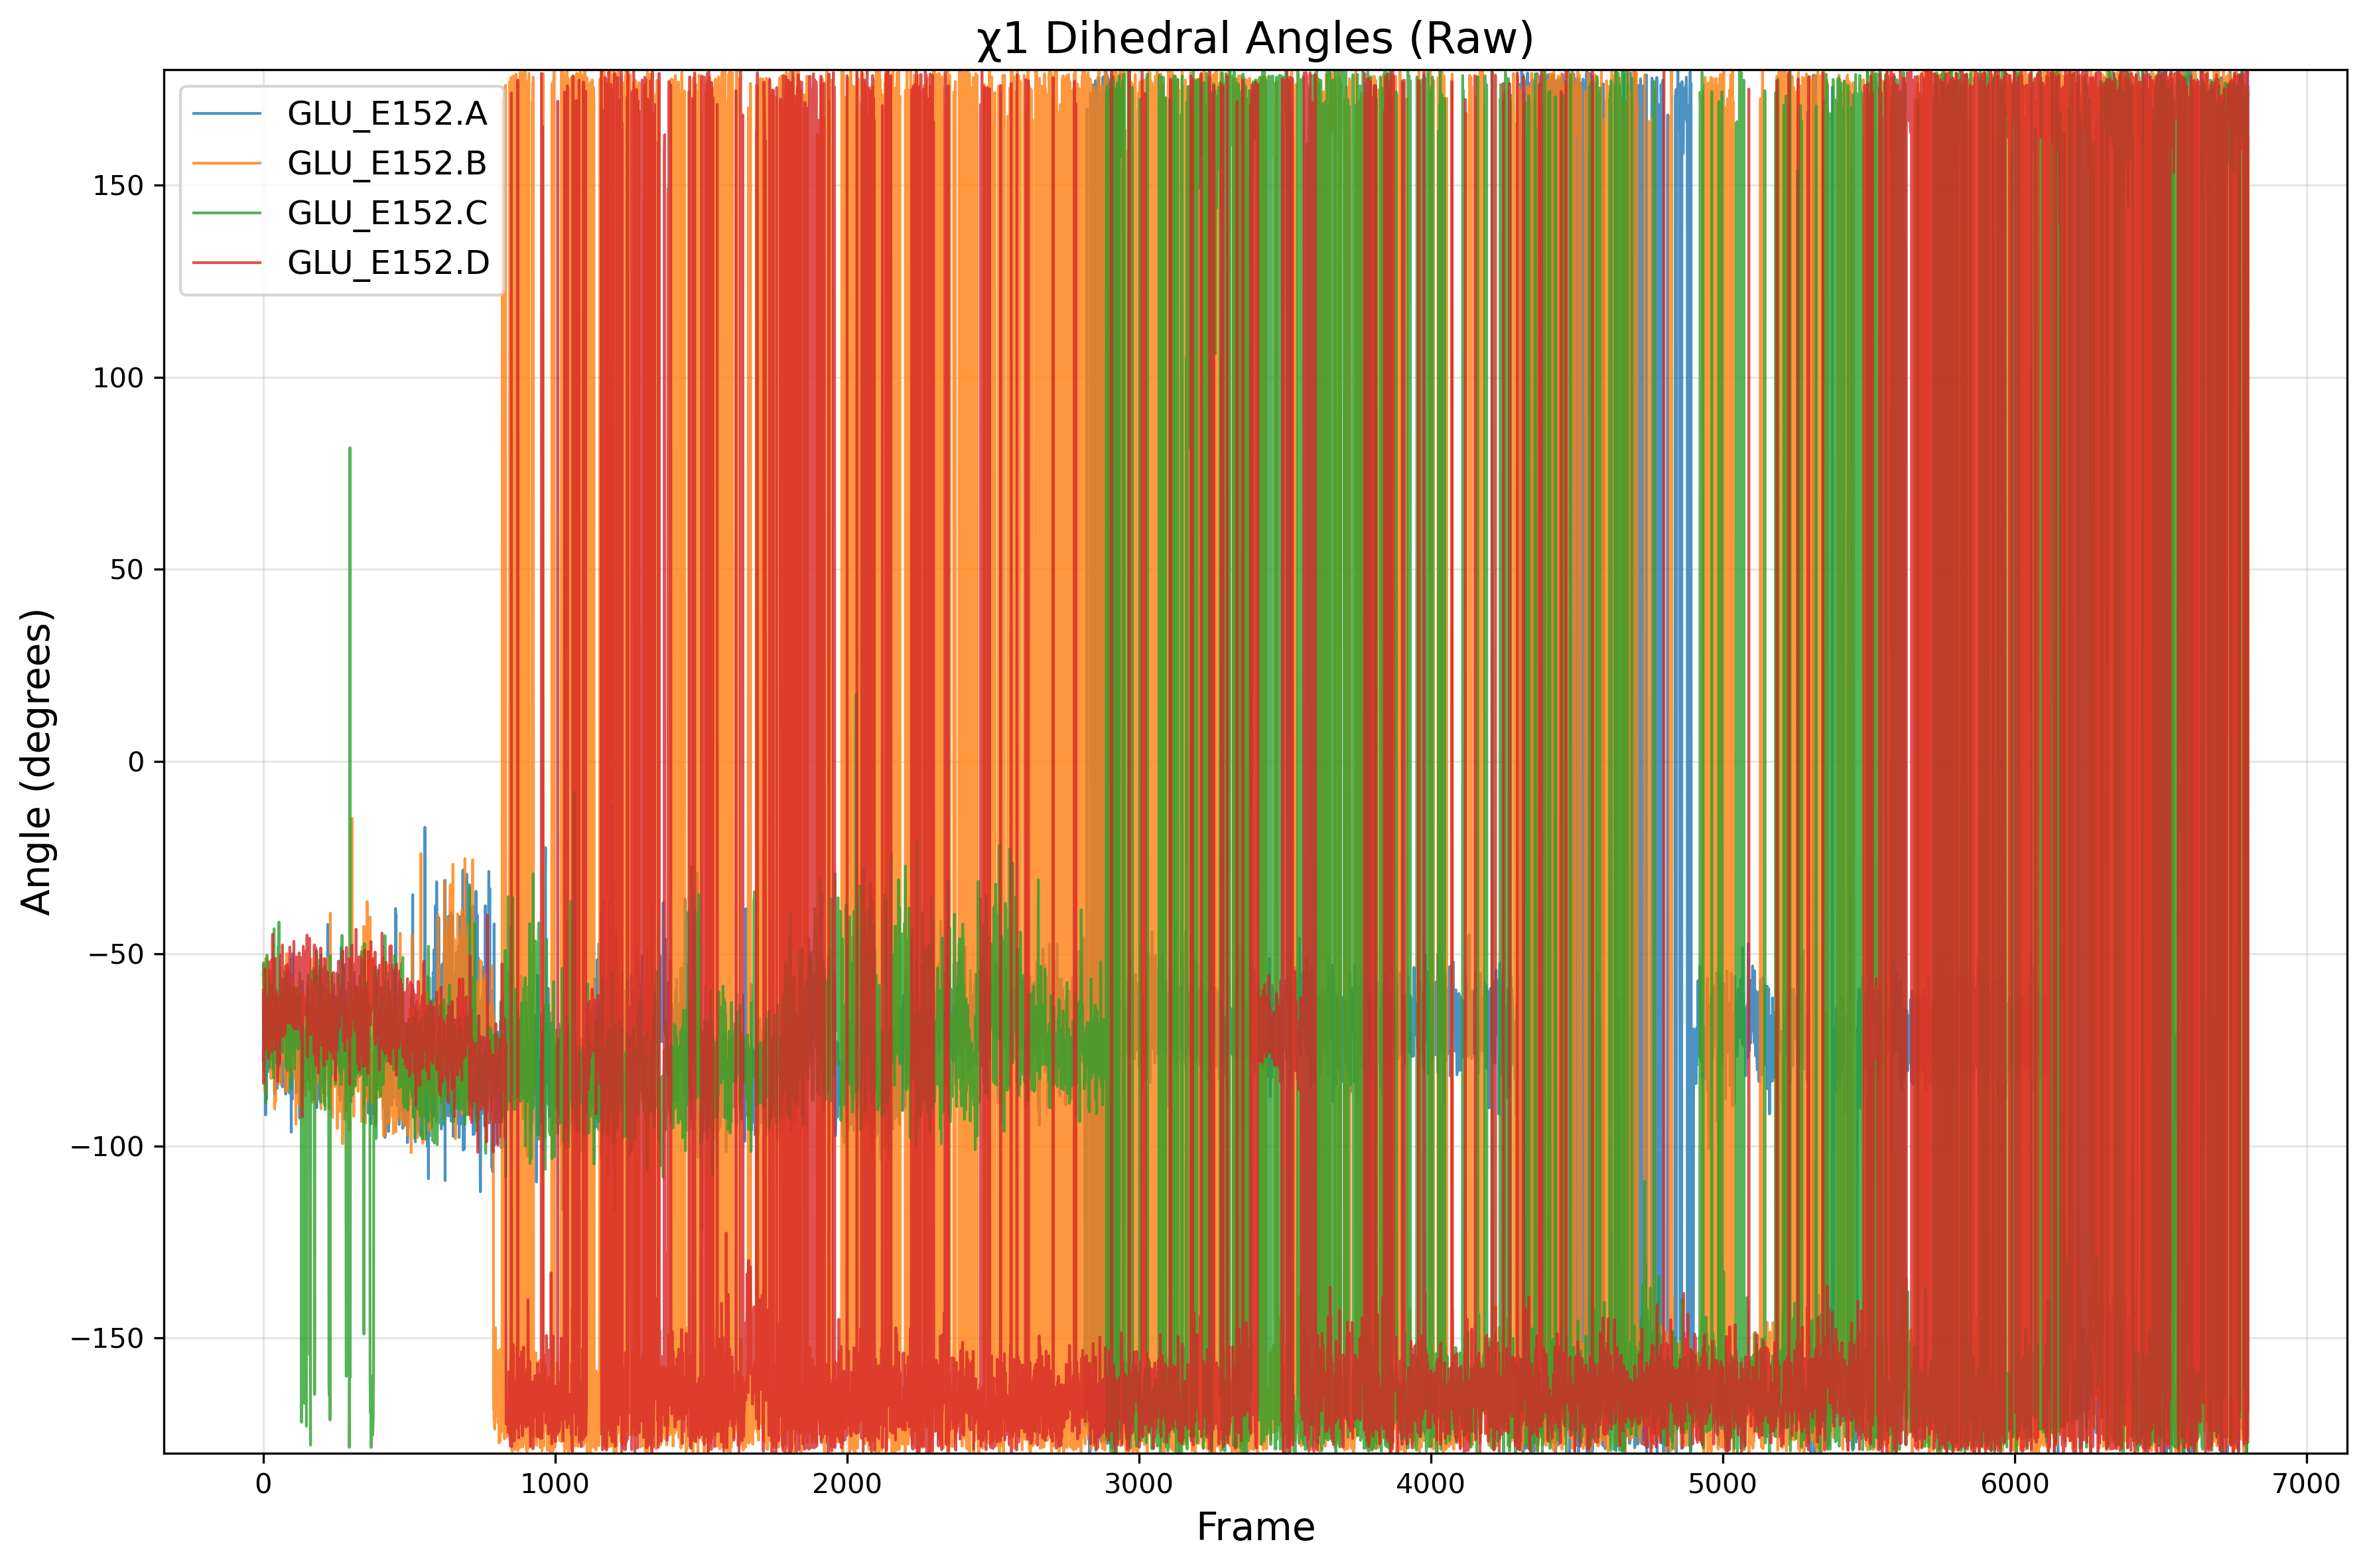 χ1 Dihedral Angles (Raw)
GLU_E152.A
GLU_E152.B
GLU_E152.C
GLU_E152.D
150
100
50
0
−50
−100
−150
Angle (degrees)
0 1000 2000 3000 4000 5000 6000 7000
Frame